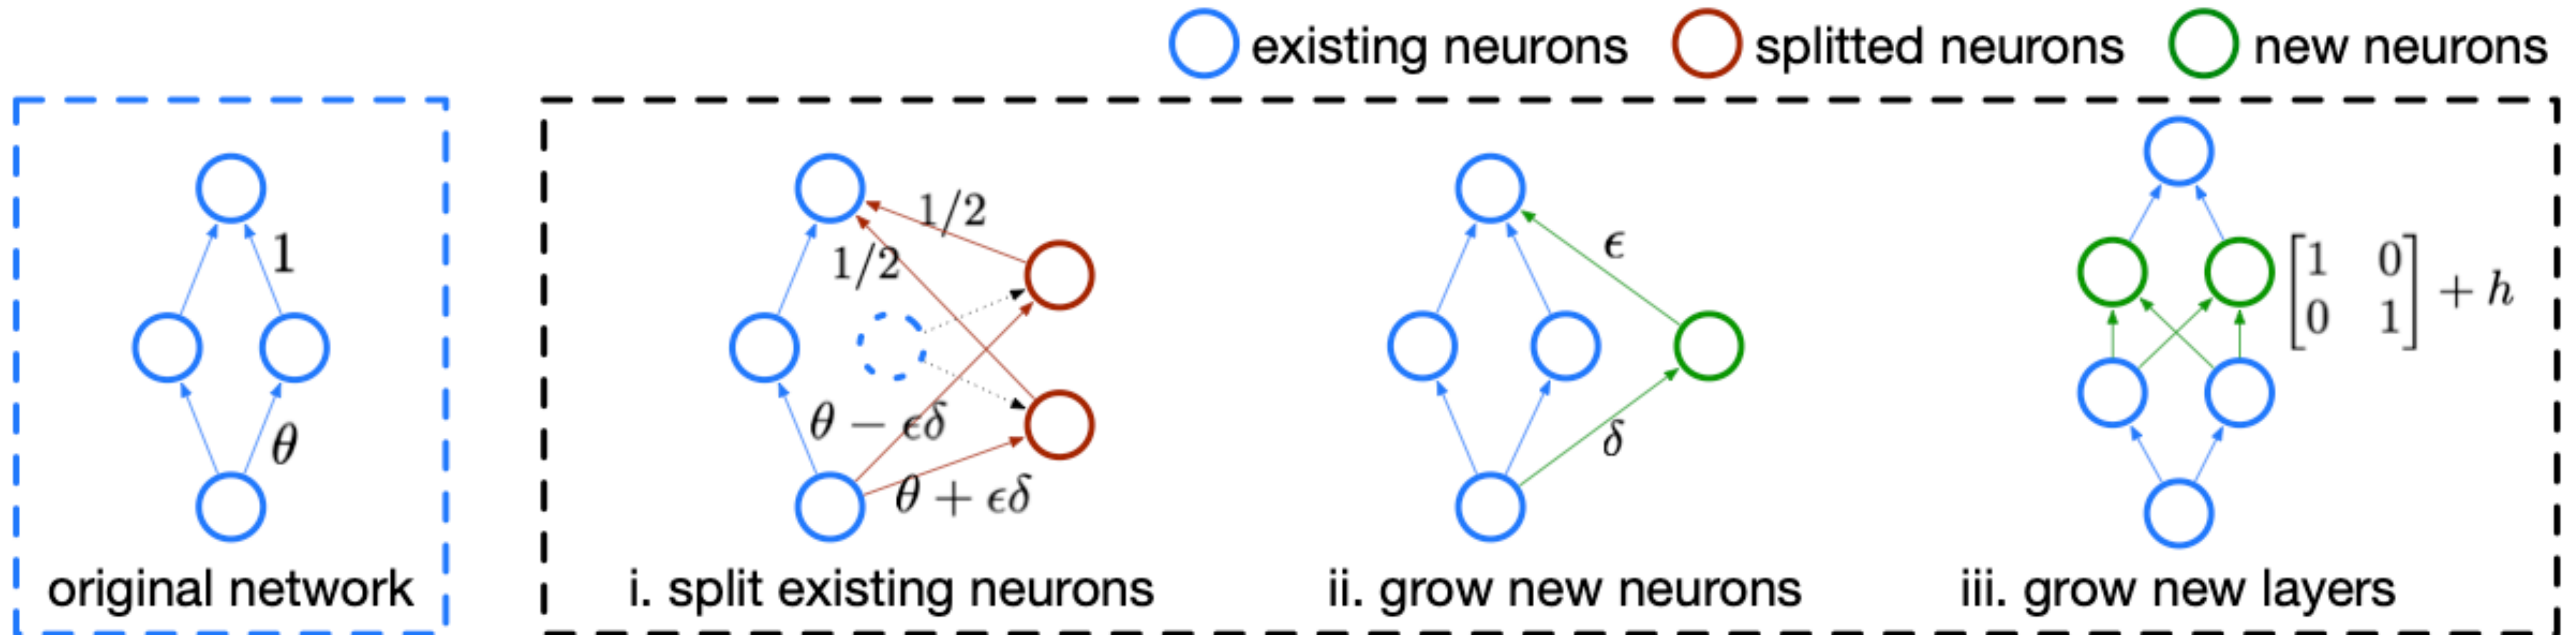 existing neurons splitted neurons new neurons
1
θ
original network
1/2
1/2
θ − ϵδ
θ + ϵδ
i. split existing neurons
ϵ
δ
ii. grow new neurons
[1 0
0 1] + h
iii. grow new layers